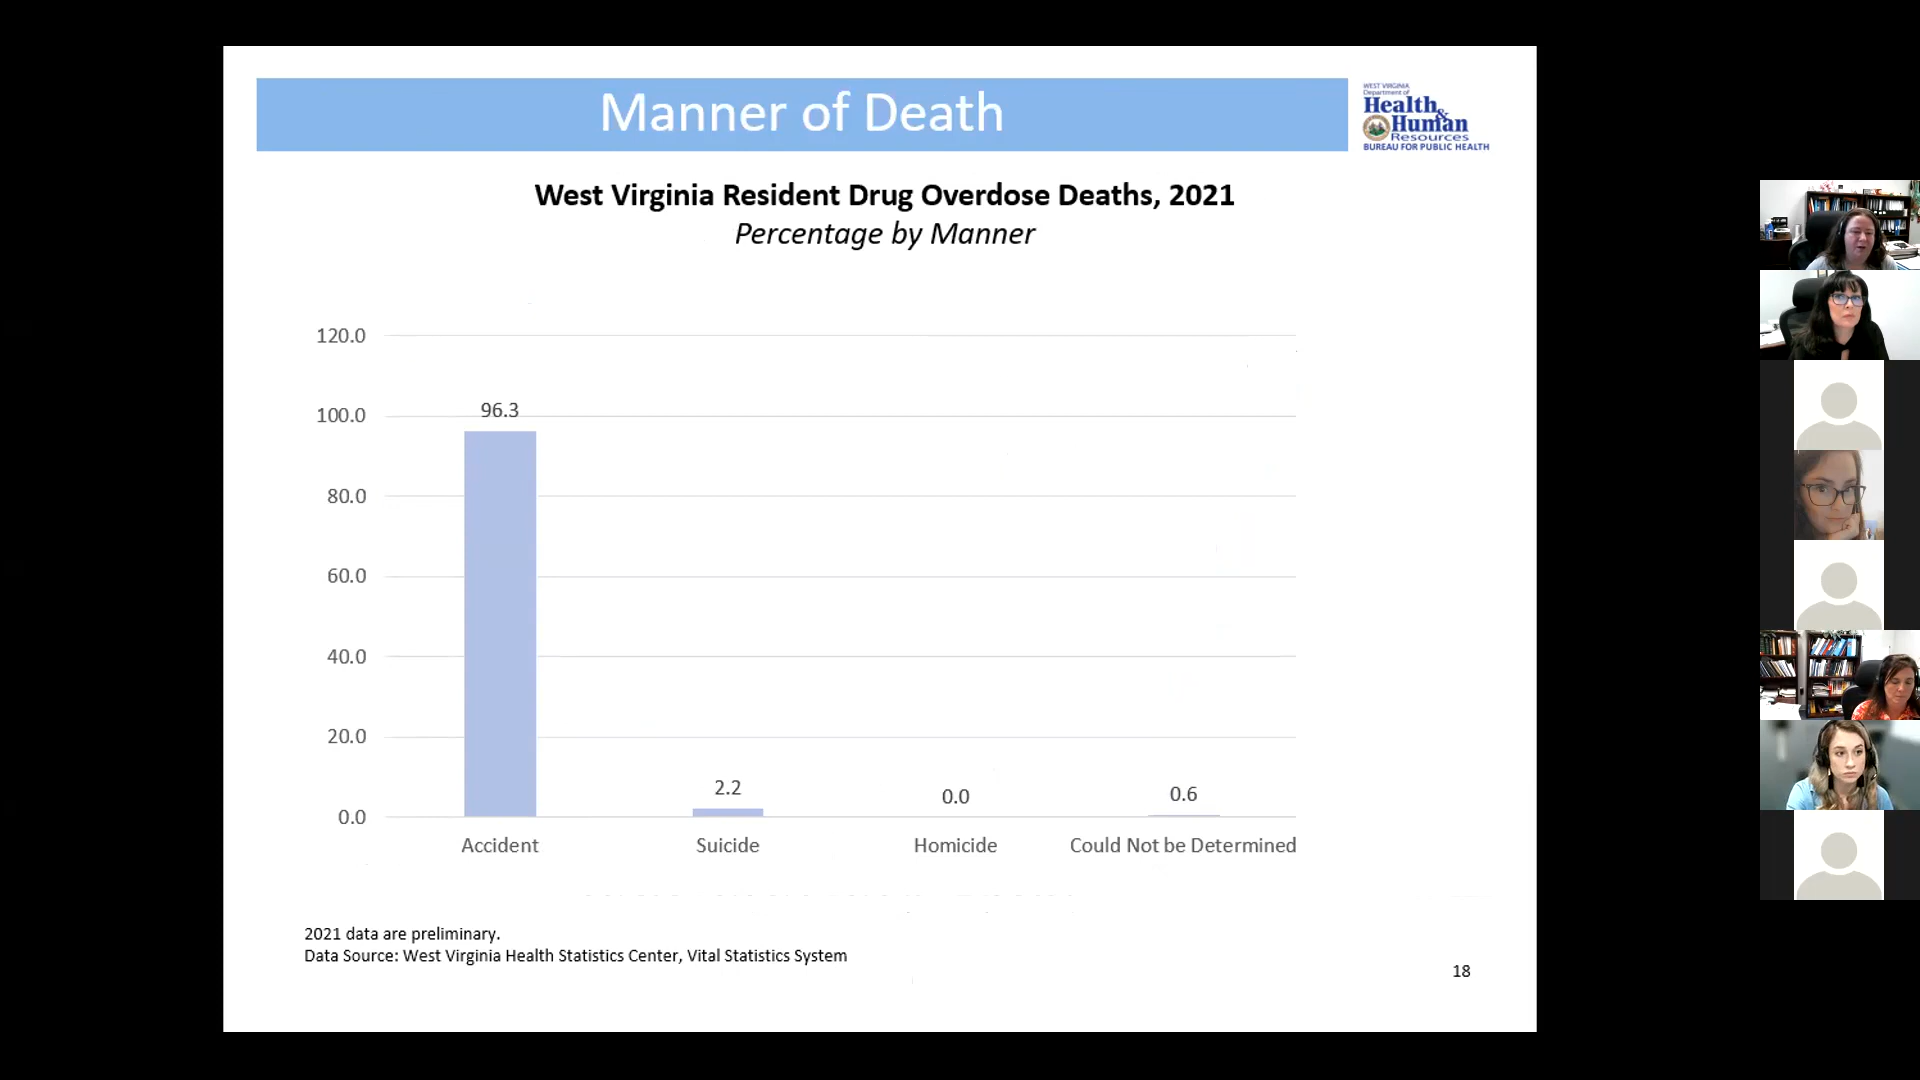 Manner of Death
WEST VIRGINIA
Department of
Health &
Human
Resources
BUREAU FOR PUBLIC HEALTH
West Virginia Resident Drug Overdose Deaths, 2021
Percentage by Manner
120.0
100.0
80.0
60.0
40.0
20.0
0.0
96.3
2.2
0.0
0.6
Accident
Suicide
Homicide
Could Not be Determined
2021 data are preliminary.
Data Source: West Virginia Health Statistics Center, Vital Statistics System
18